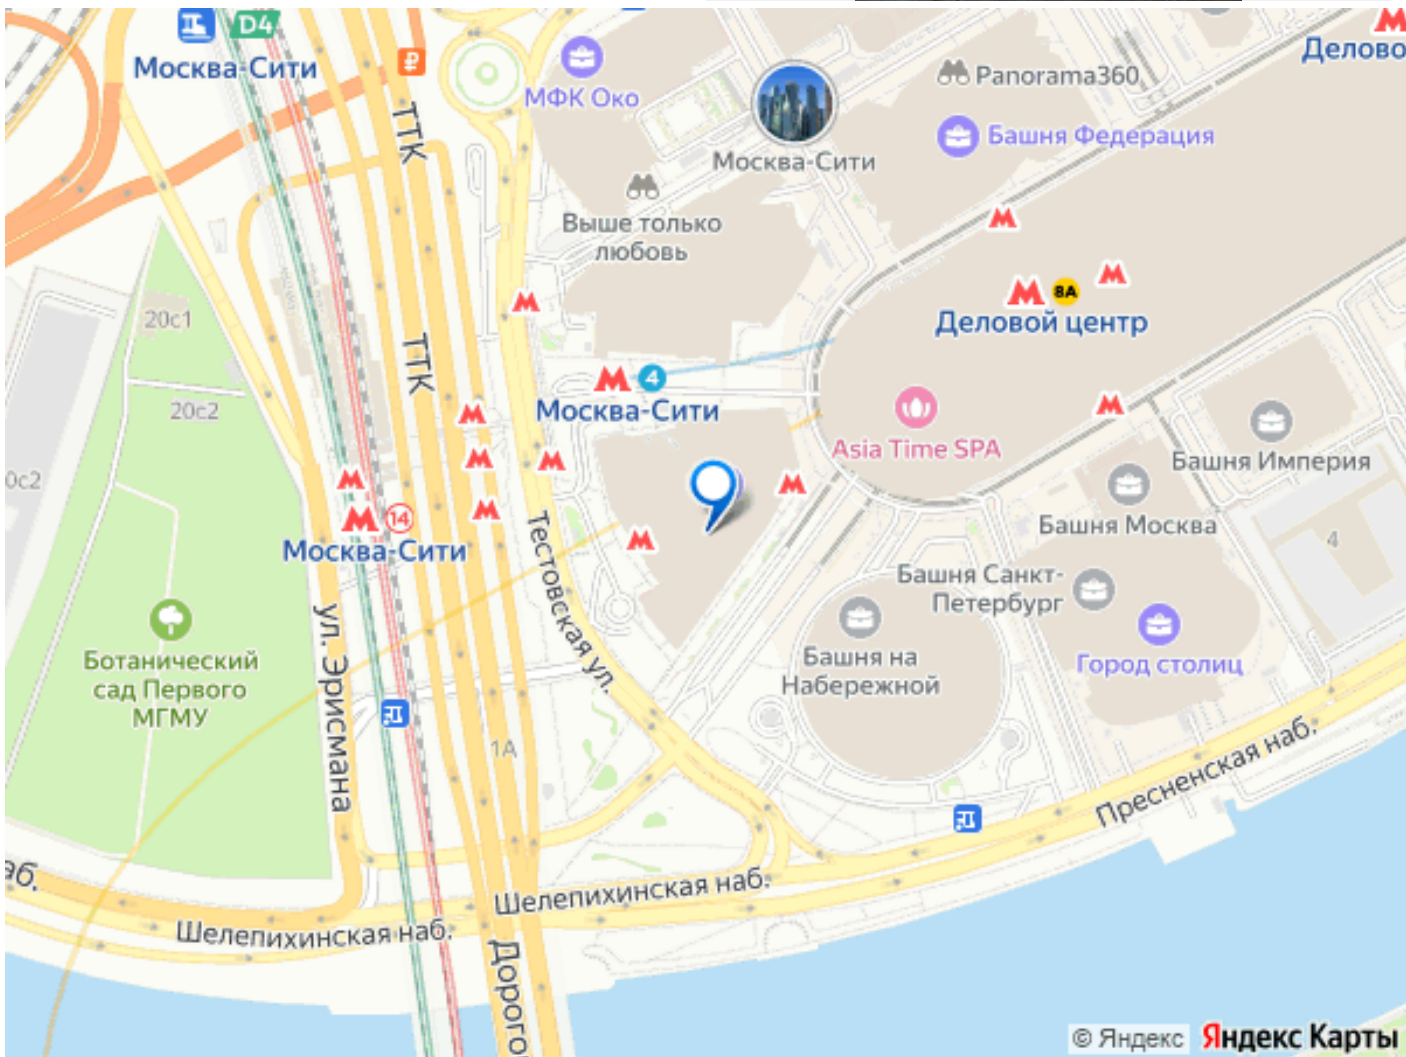 D4
Москва-Сити
МФК Око
Panorama360
Делово
Башня Федерация
Москва-Сити
ТТК
Выше только
любовь
8А
Деловой центр
20с1
ТТК
4
Москва-Сити
20с2
Asia Time SPA
Башня Империя
0с2
14
Москва-Сити
Башня Москва
4
Тестовская ул.
Башня Санкт-
Петербург
Ботанический
сад Первого
МГМУ
ул. Эрисмана
Башня на
Набережной
Город столиц
1А
Пресненская наб.
аб.
Шелепихинская наб.
Шелепихинская наб.
Дорого
© Яндекс
Яндекс Карты